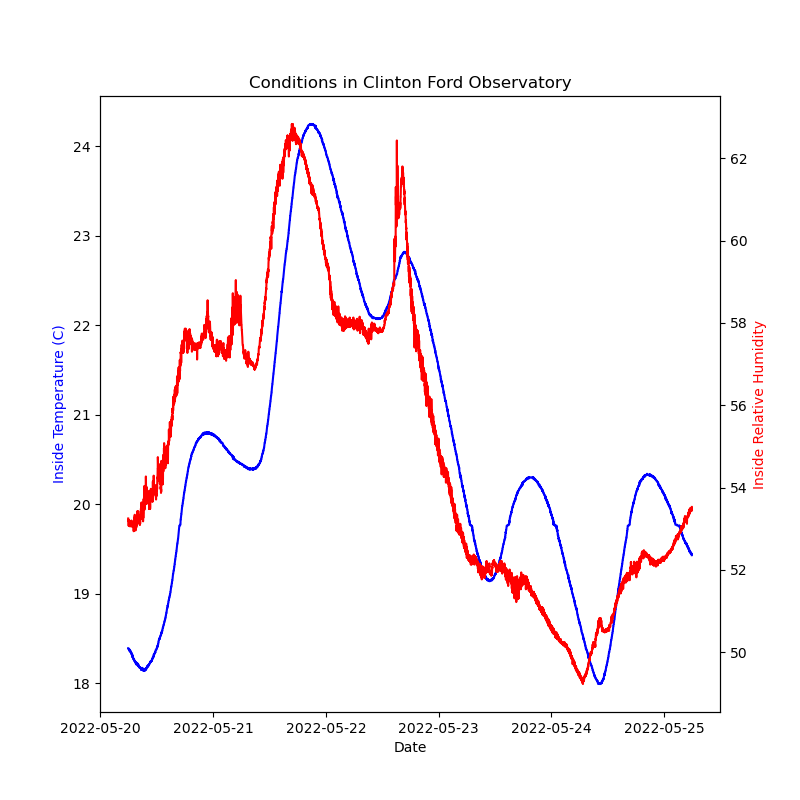 Conditions in Clinton Ford Observatory
Inside Temperature (C)
24
23
22
21
20
19
18
62
60
58
56
54
52
50
Inside Relative Humidity
2022-05-20 2022-05-21 2022-05-22 2022-05-23 2022-05-24 2022-05-25
Date